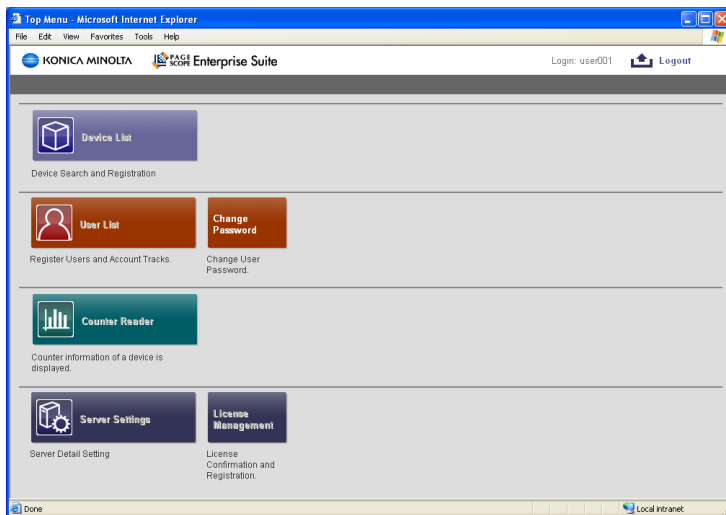 Top Menu - Microsoft Internet Explorer
File Edit View Favorites Tools Help
KONICA MINOLTA PAGE SCOPE Enterprise Suite Login: user001 Logout
Device List
Device Search and Registration
User List
Change
Password
Register Users and Account Tracks.
Change User
Password.
Counter Reader
Counter information of a device is
displayed.
Server Settings
License
Management
Server Detail Setting
License
Confirmation and
Registration.
Done Local intranet